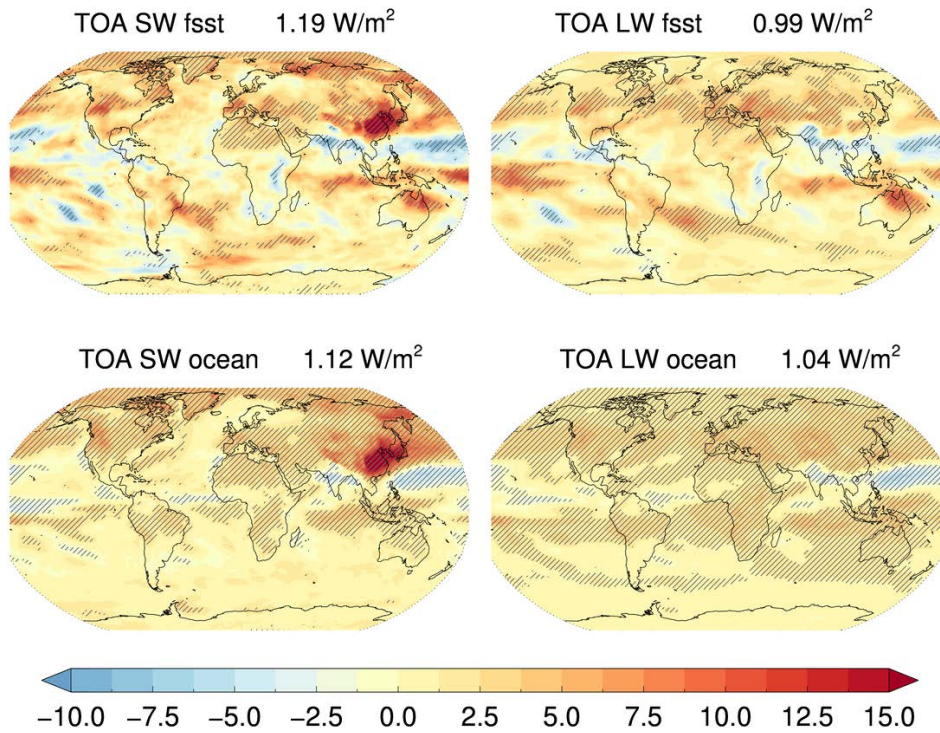 TOA SW fsst 1.19 W/m²
TOA LW fsst 0.99 W/m²
TOA SW ocean 1.12 W/m²
TOA LW ocean 1.04 W/m²
−10.0 −7.5 −5.0 −2.5 0.0 2.5 5.0 7.5 10.0 12.5 15.0